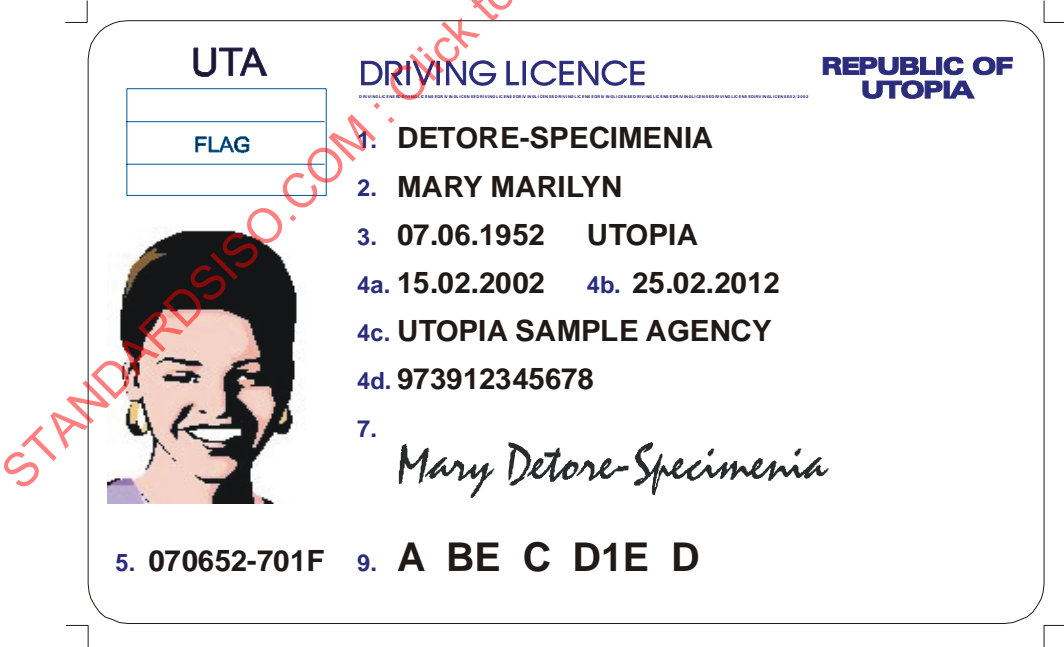 UTA
DRIVING LICENCE
REPUBLIC OF
UTOPIA
FLAG
1. DETORE-SPECIMENIA
2. MARY MARILYN
3. 07.06.1952 UTOPIA
4a. 15.02.2002 4b. 25.02.2012
4c. UTOPIA SAMPLE AGENCY
4d. 973912345678
7.
Mary Detore-Specimenia
5. 070652-701F 9. A BE C D1E D
STANDARDSISO.COM : Click to